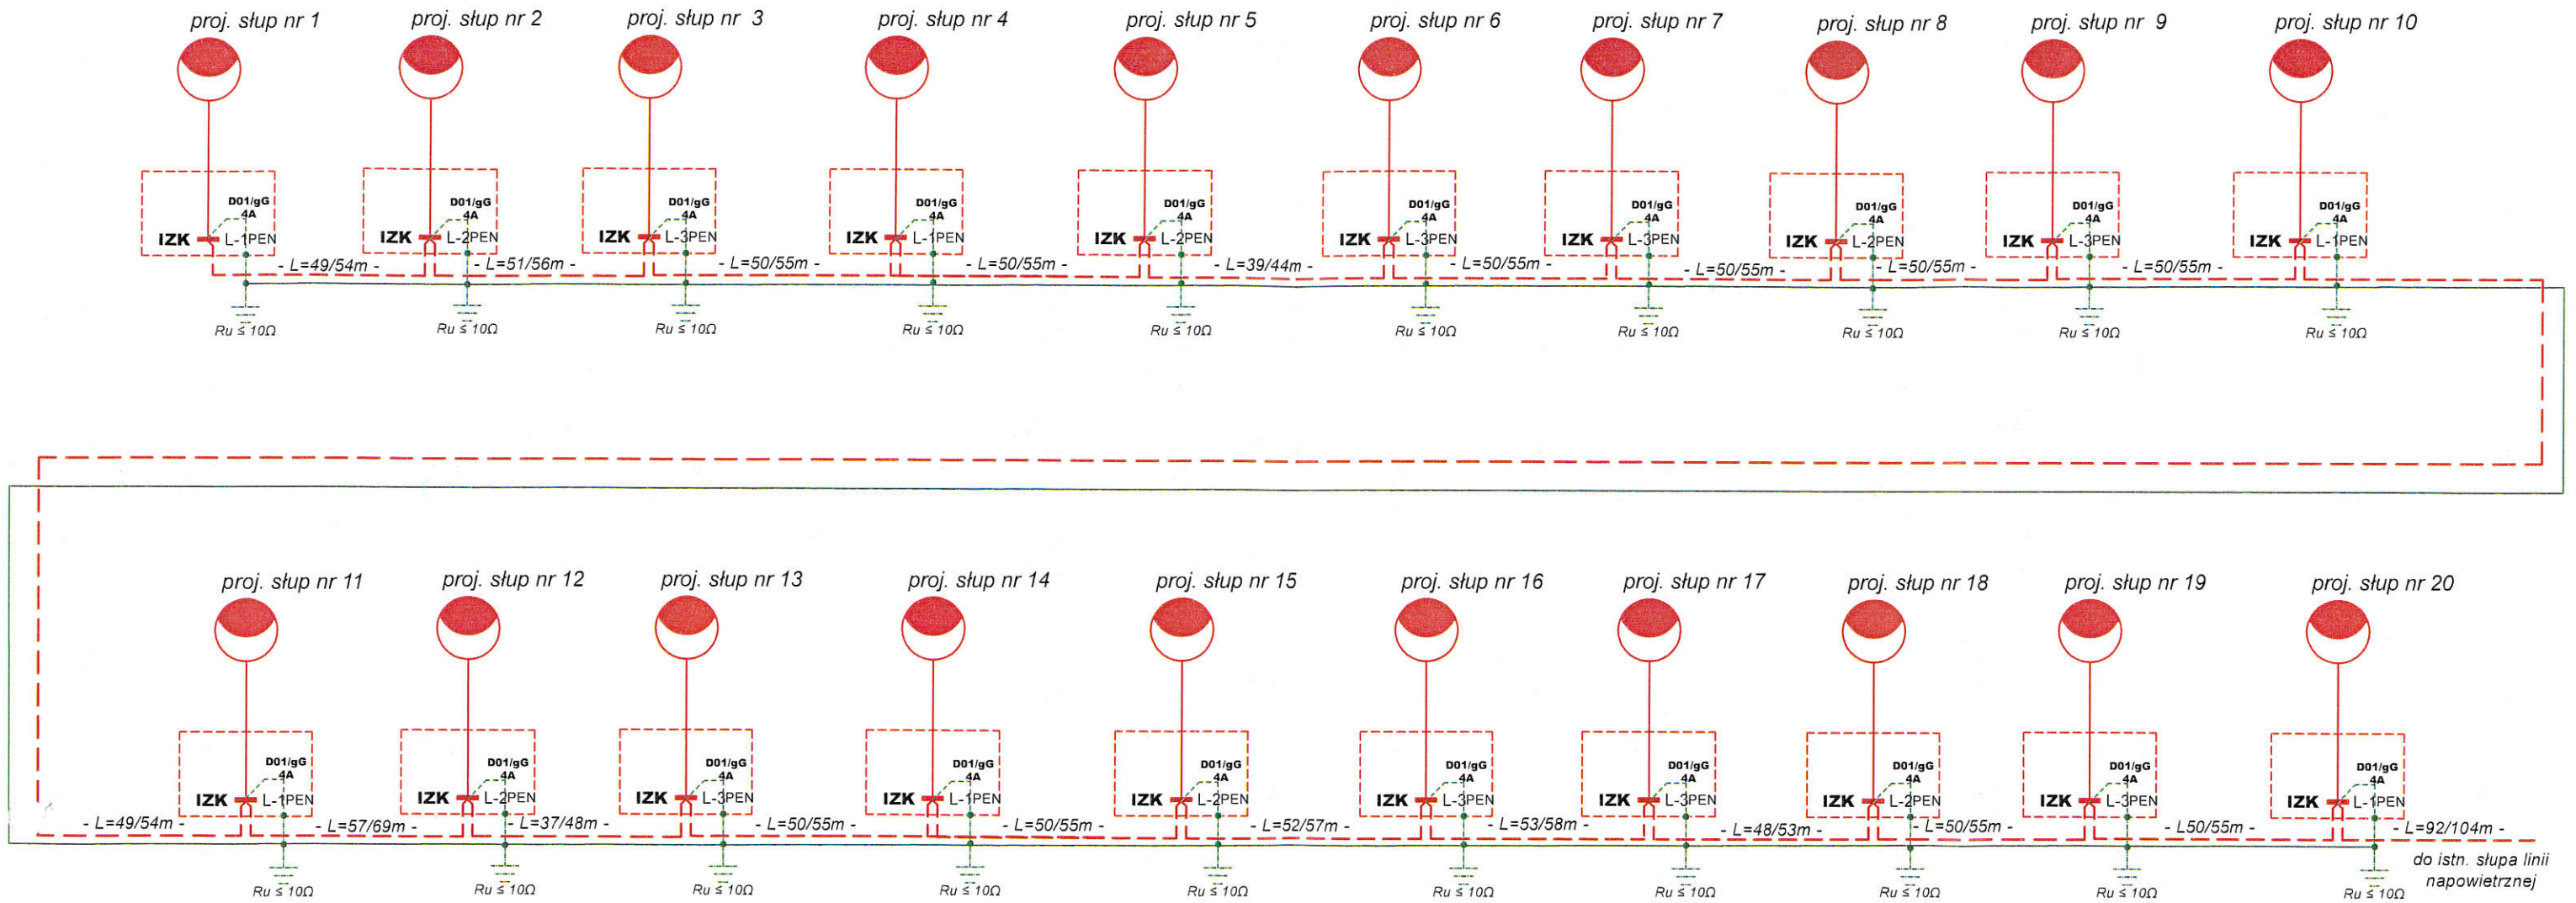 proj. słup nr 1
proj. słup nr 2
proj. słup nr 3
proj. słup nr 4
proj. słup nr 5
proj. słup nr 6
proj. słup nr 7
proj. słup nr 8
proj. słup nr 9
proj. słup nr 10
D01/gG
4A
IZK L-1PEN
D01/gG
4A
IZK L-2PEN
D01/gG
4A
IZK L-3PEN
D01/gG
4A
IZK L-1PEN
D01/gG
4A
IZK L-2PEN
D01/gG
4A
IZK L-3PEN
D01/gG
4A
IZK L-3PEN
D01/gG
4A
IZK L-2PEN
D01/gG
4A
IZK L-3PEN
D01/gG
4A
IZK L-1PEN
- L=49/54m -
- L=51/56m -
- L=50/55m -
- L=50/55m -
- L=39/44m -
- L=50/55m -
- L=50/55m -
- L=50/55m -
- L=50/55m -
Ru ≤ 10Ω
Ru ≤ 10Ω
Ru ≤ 10Ω
Ru ≤ 10Ω
Ru ≤ 10Ω
Ru ≤ 10Ω
Ru ≤ 10Ω
Ru ≤ 10Ω
Ru ≤ 10Ω
Ru ≤ 10Ω
proj. słup nr 11
proj. słup nr 12
proj. słup nr 13
proj. słup nr 14
proj. słup nr 15
proj. słup nr 16
proj. słup nr 17
proj. słup nr 18
proj. słup nr 19
proj. słup nr 20
D01/gG
4A
IZK L-1PEN
D01/gG
4A
IZK L-2PEN
D01/gG
4A
IZK L-3PEN
D01/gG
4A
IZK L-1PEN
D01/gG
4A
IZK L-2PEN
D01/gG
4A
IZK L-3PEN
D01/gG
4A
IZK L-3PEN
D01/gG
4A
IZK L-2PEN
D01/gG
4A
IZK L-3PEN
D01/gG
4A
IZK L-1PEN
- L=49/54m -
- L=57/69m -
- L=37/48m -
- L=50/55m -
- L=50/55m -
- L=52/57m -
- L=53/58m -
- L=48/53m -
- L=50/55m -
L50/55m -
- L=92/104m -
do istn. słupa linii
napowietrznej
Ru ≤ 10Ω
Ru ≤ 10Ω
Ru ≤ 10Ω
Ru ≤ 10Ω
Ru ≤ 10Ω
Ru ≤ 10Ω
Ru ≤ 10Ω
Ru ≤ 10Ω
Ru ≤ 10Ω
Ru ≤ 10Ω